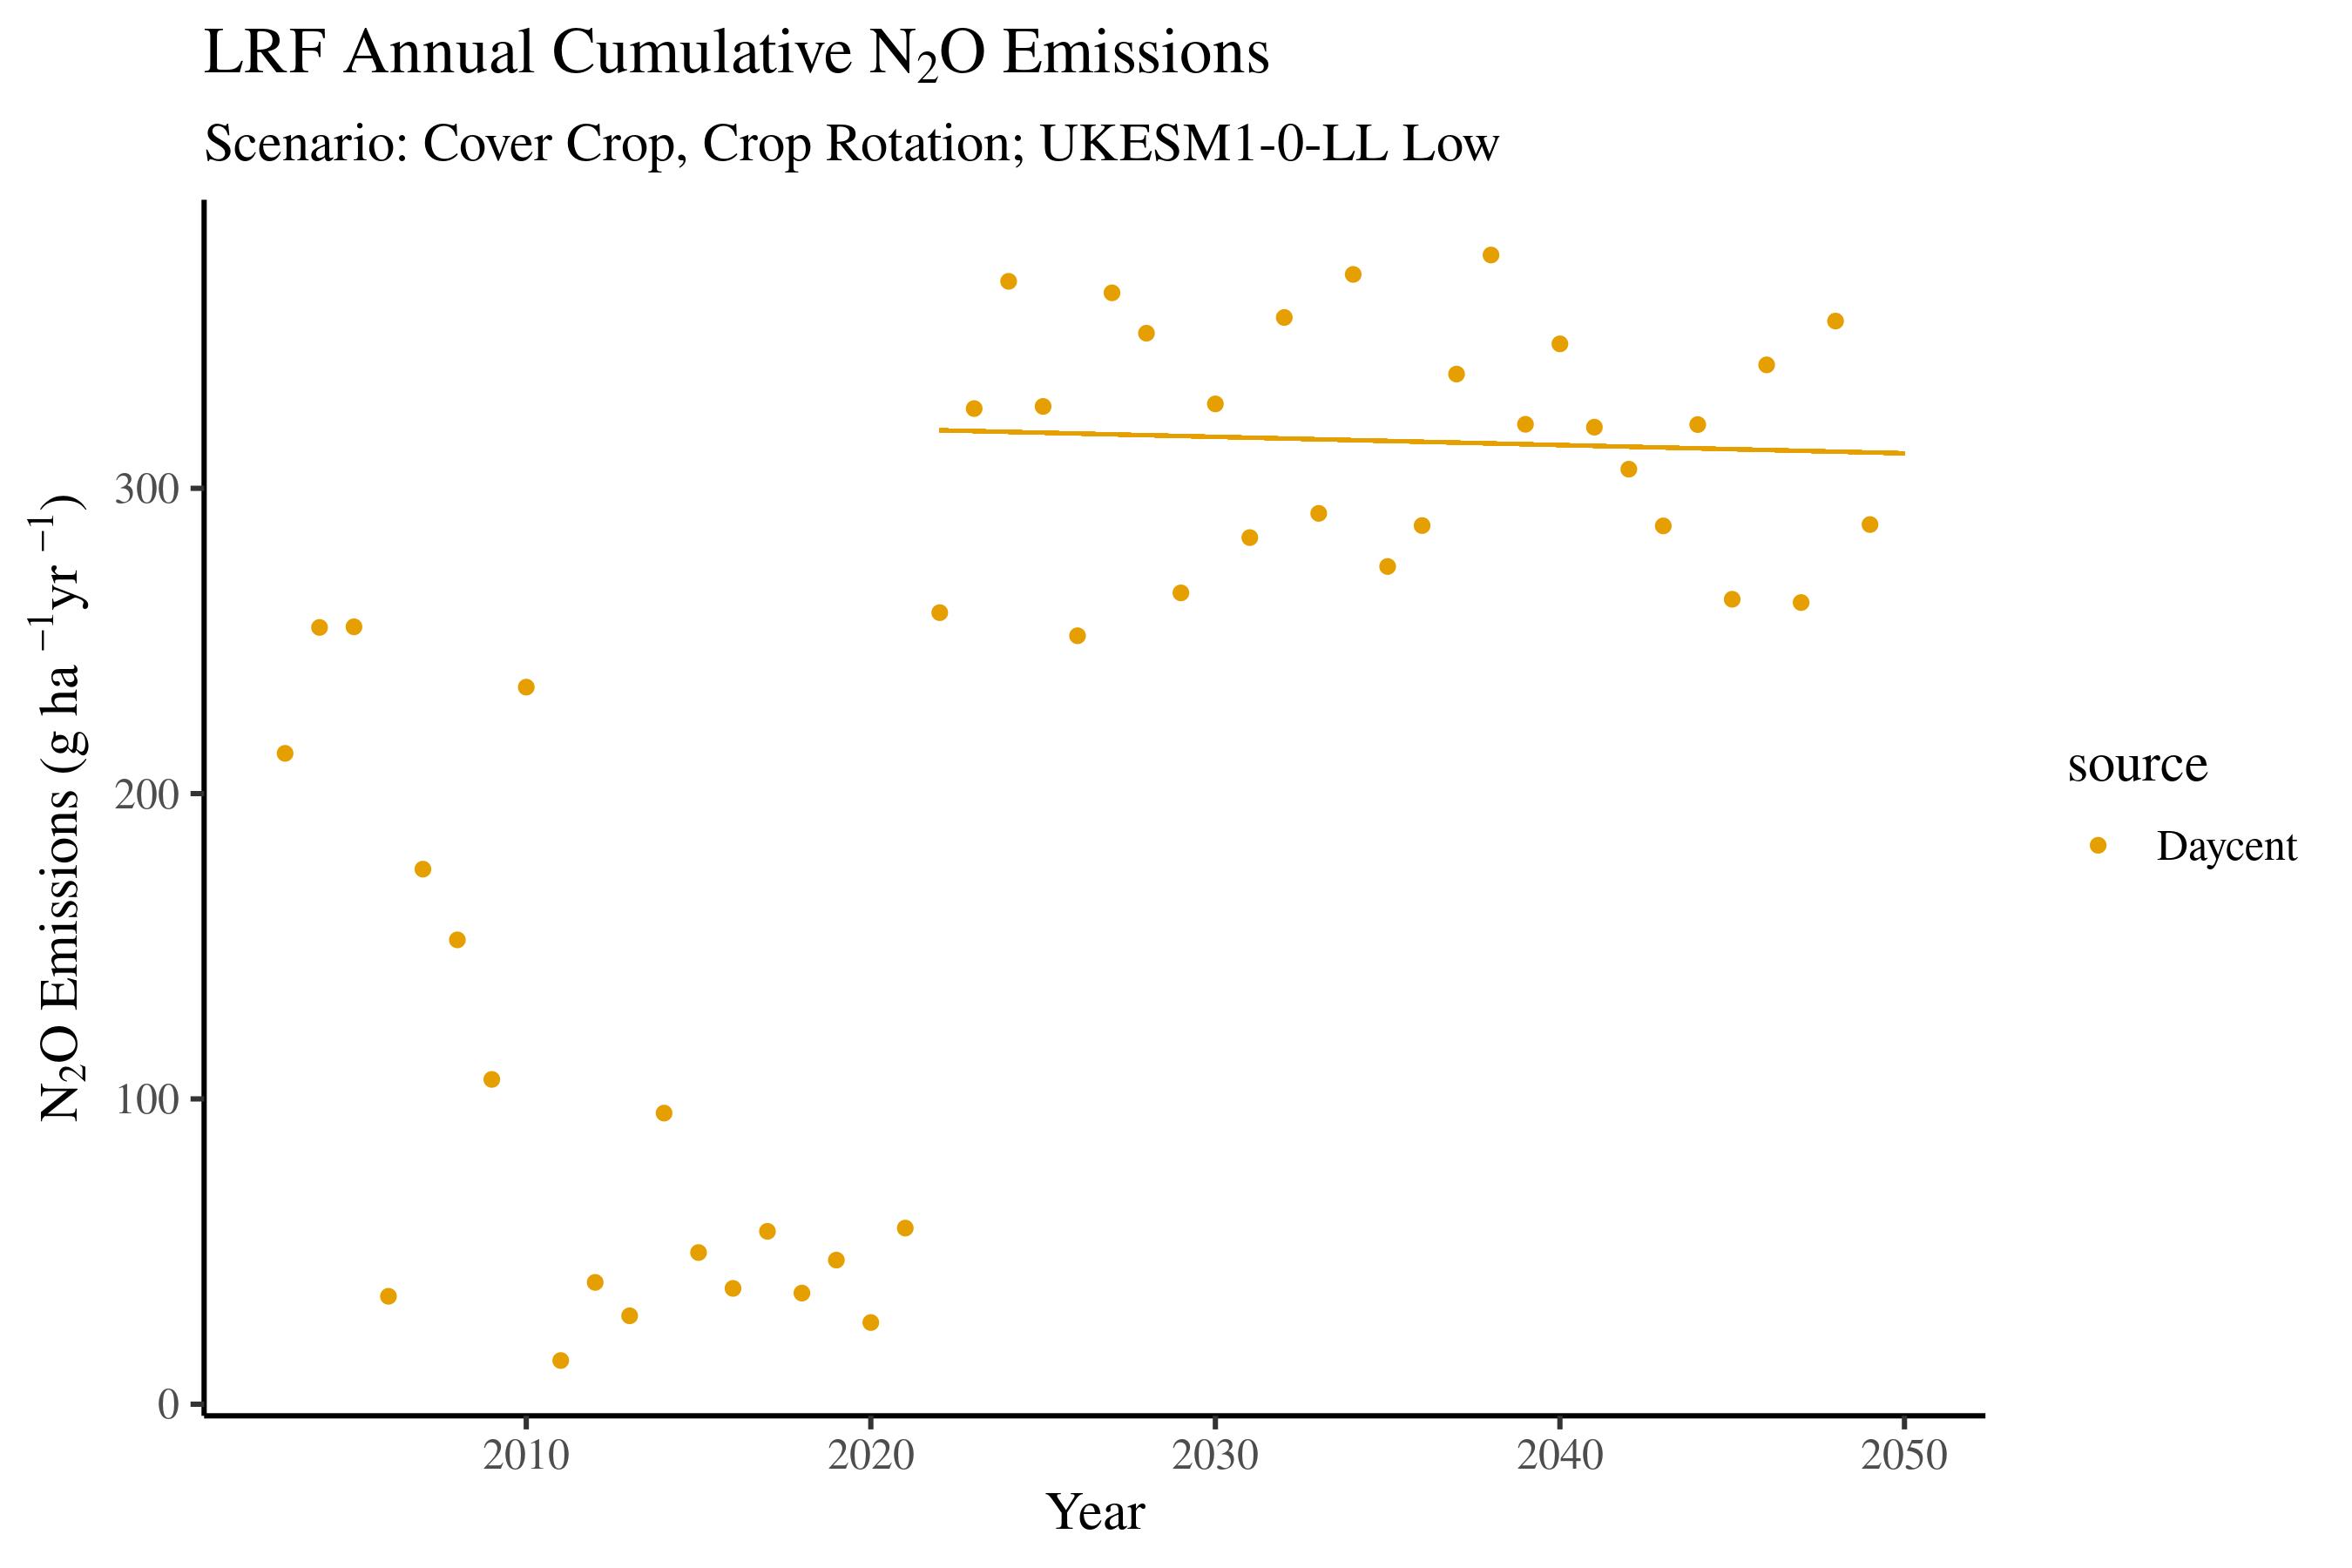 LRF Annual Cumulative N₂O Emissions
Scenario: Cover Crop, Crop Rotation; UKESM1-0-LL Low
N₂O Emissions (g ha⁻¹yr⁻¹)
300
200
100
0
2010 2020 2030 2040 2050
Year
source
Daycent